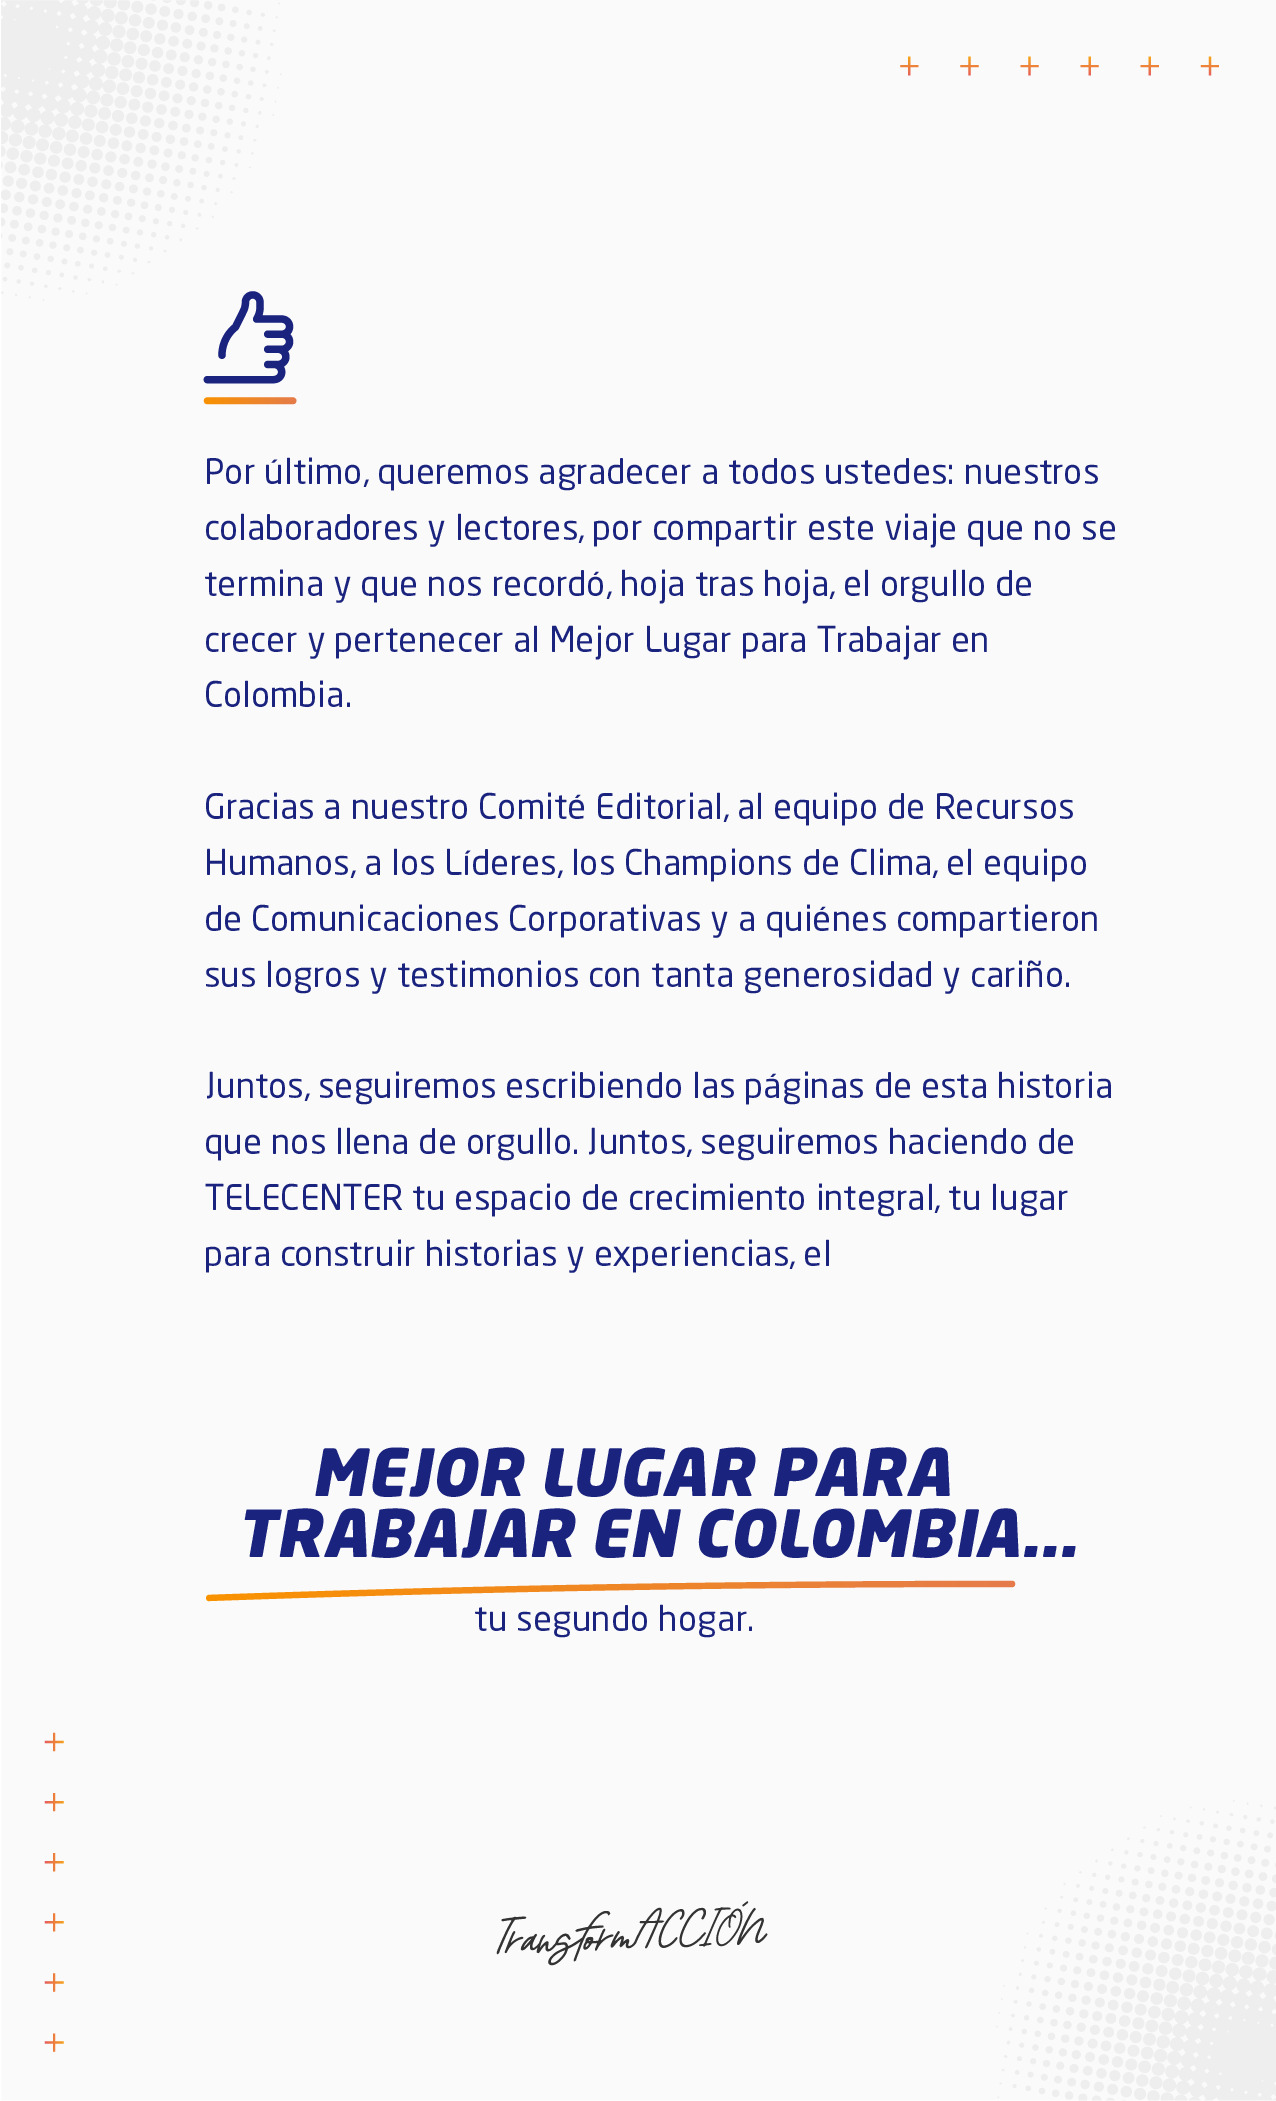 Por último, queremos agradecer a todos ustedes: nuestros
colaboradores y lectores, por compartir este viaje que no se
termina y que nos recordó, hoja tras hoja, el orgullo de
crecer y pertenecer al Mejor Lugar para Trabajar en
Colombia.
Gracias a nuestro Comité Editorial, al equipo de Recursos
Humanos, a los Líderes, los Champions de Clima, el equipo
de Comunicaciones Corporativas y a quiénes compartieron
sus logros y testimonios con tanta generosidad y cariño.
Juntos, seguiremos escribiendo las páginas de esta historia
que nos llena de orgullo. Juntos, seguiremos haciendo de
TELECENTER tu espacio de crecimiento integral, tu lugar
para construir historias y experiencias, el
MEJOR LUGAR PARA
TRABAJAR EN COLOMBIA...
tu segundo hogar.
TransformACCIÓn